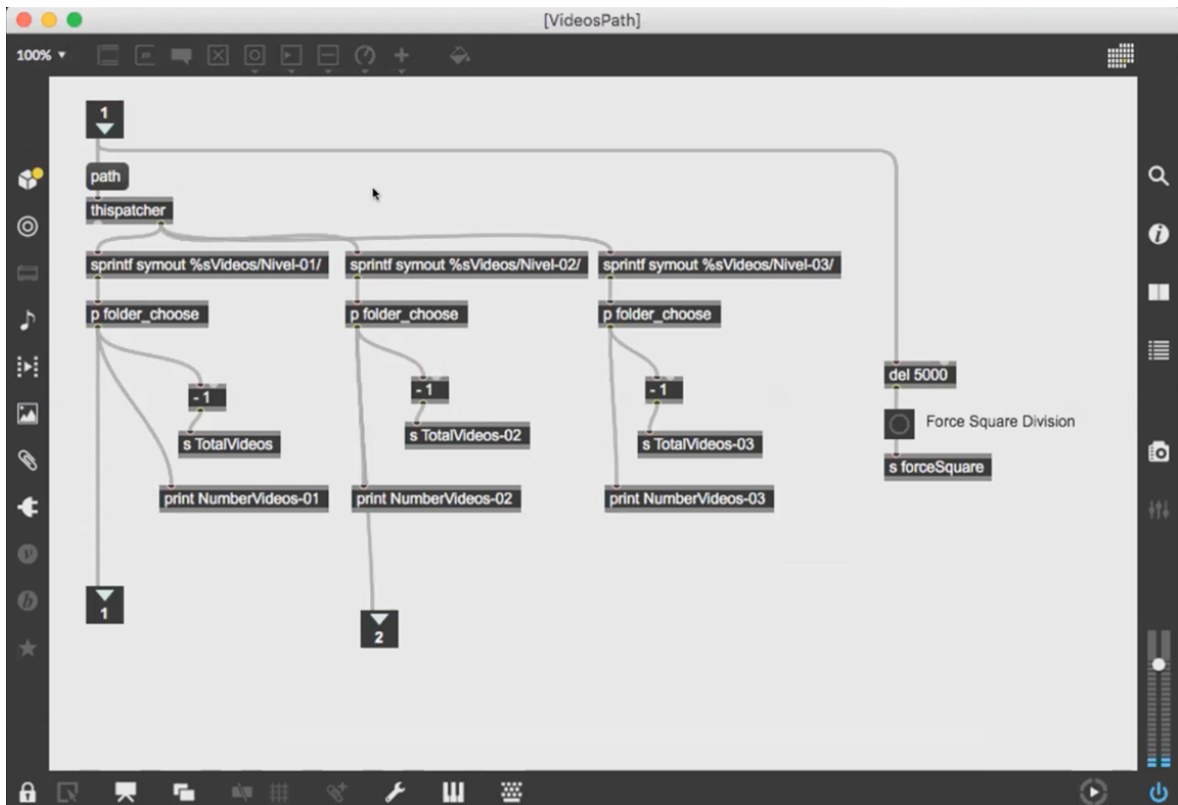 [VideosPath]
100%
1
path
thispatcher
sprintf symout %sVideos/Nivel-01/
sprintf symout %sVideos/Nivel-02/
sprintf symout %sVideos/Nivel-03/
p folder_choose
p folder_choose
p folder_choose
del 5000
- 1
- 1
- 1
Force Square Division
s TotalVideos
s TotalVideos-02
s TotalVideos-03
s forceSquare
print NumberVideos-01
print NumberVideos-02
print NumberVideos-03
1
2